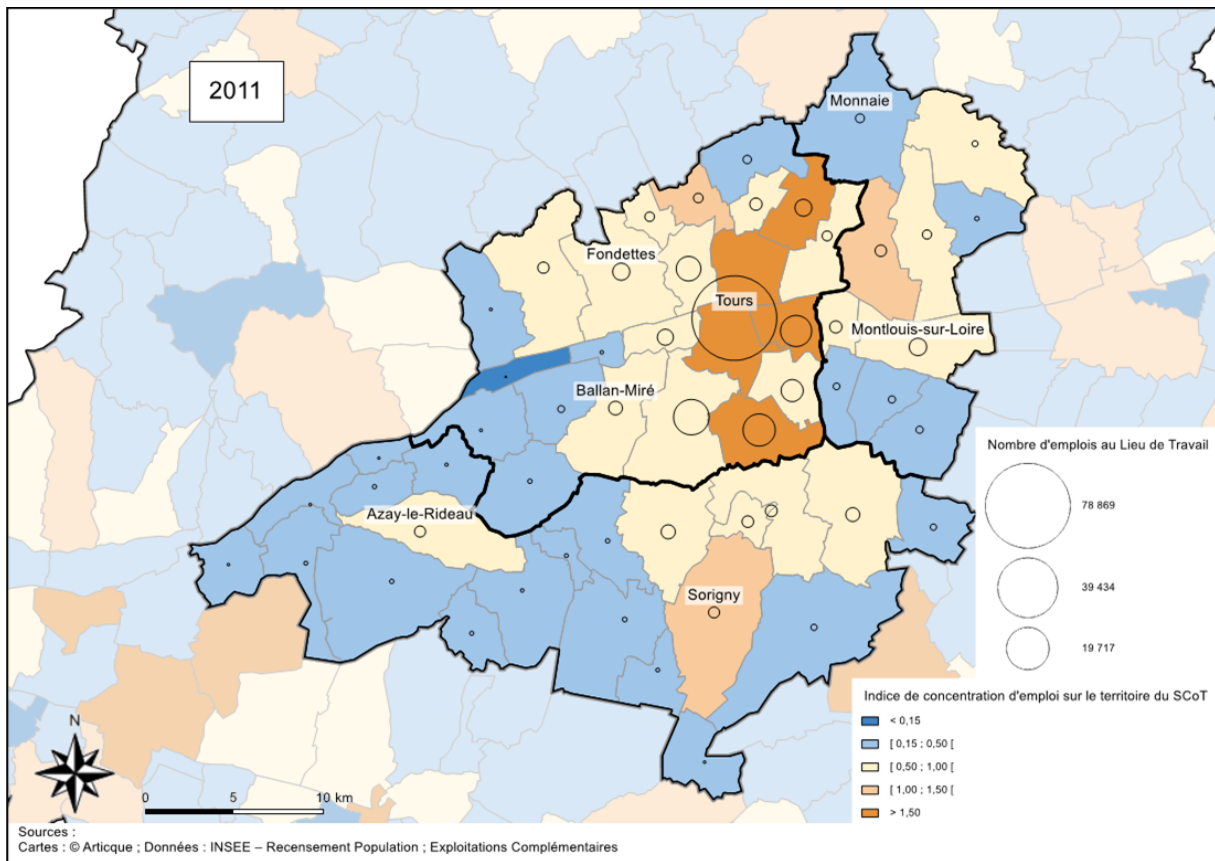 2011
Monnaie
Fondettes
Tours
Montlouis-sur-Loire
Ballan-Miré
Azay-le-Rideau
Sorigny
Nombre d'emplois au Lieu de Travail
78 869
39 434
19 717
Indice de concentration d'emploi sur le territoire du SCoT
< 0,15
[ 0,15 ; 0,50 [
[ 0,50 ; 1,00 [
[ 1,00 ; 1,50 [
> 1,50
N
0 5 10 km
Sources :
Cartes : © Articque ; Données : INSEE – Recensement Population ; Exploitations Complémentaires